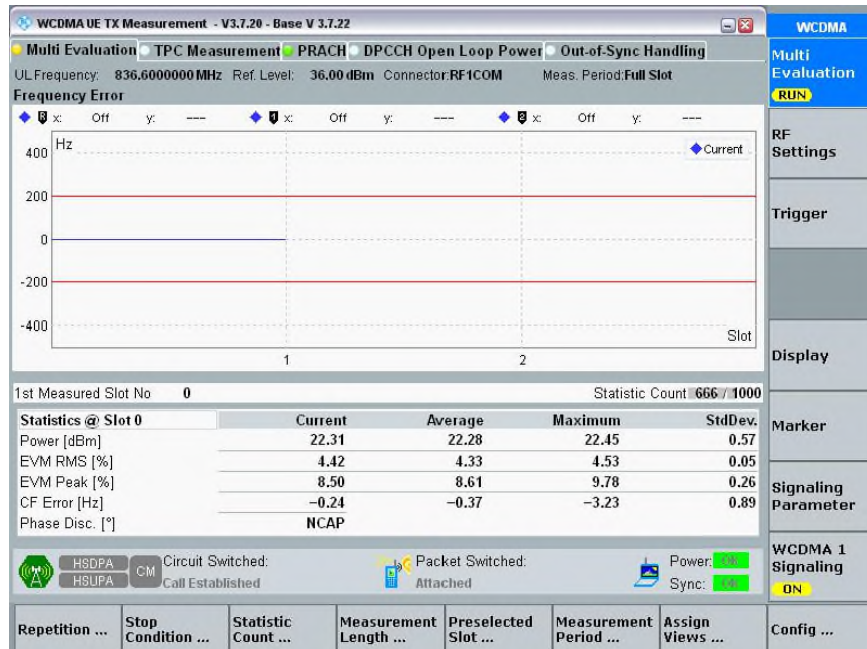 WCDMA UE TX Measurement - V3.7.20 - Base V 3.7.22
WCDMA
Multi Evaluation TPC Measurement PRACH DPCCH Open Loop Power Out-of-Sync Handling
UL Frequency: 836.6000000 MHz Ref. Level: 36.00 dBm Connector: RF1COM Meas. Period: Full Slot
Frequency Error
R x: Off y: --- 1 x: Off y: --- 2 x: Off y: ---
Hz
Current
400
200
0
-200
-400
Slot
1 2
1st Measured Slot No 0 Statistic Count 666 / 1000
Statistics @ Slot 0 Current Average Maximum StdDev.
Power [dBm] 22.31 22.28 22.45 0.57
EVM RMS [%] 4.42 4.33 4.53 0.05
EVM Peak [%] 8.50 8.61 9.78 0.26
CF Error [Hz] −0.24 −0.37 −3.23 0.89
Phase Disc. [°] NCAP
HSDPA
HSUPA
CM
Circuit Switched:
Call Established
Packet Switched:
Attached
Power: OK
Sync: OK
Multi
Evaluation
RUN
RF
Settings
Trigger
Display
Marker
Signaling
Parameter
WCDMA 1
Signaling
ON
Repetition ...
Stop
Condition ...
Statistic
Count ...
Measurement
Length ...
Preselected
Slot ...
Measurement
Period ...
Assign
Views ...
Config ...